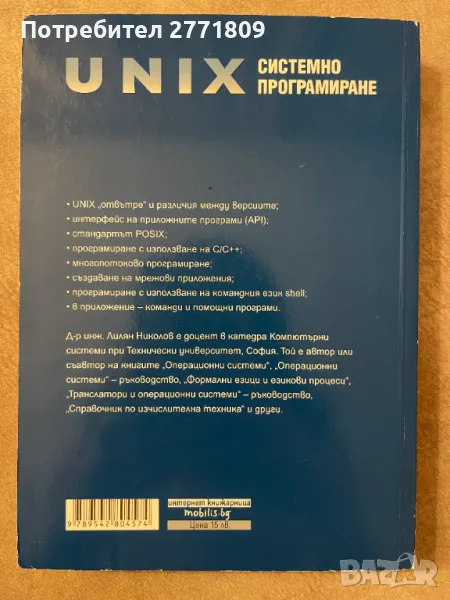 Потребител 2771809
UNIX СИСТЕМНО
ПРОГРАМИРАНЕ
• UNIX „отвътре" и различия между версиите;
• интерфейс на приложните програми (API);
• стандартът POSIX;
• програмиране с използване на C/C++;
• многопотоково програмиране;
• създаване на мрежови приложения;
• програмиране с използване на командния език shell;
• в приложение – команди и помощни програми.
Д-р инж. Лилян Николов е доцент в катедра Компютърни
системи при Технически университет, София. Той е автор или
съавтор на книгите „Операционни системи", „Операционни
системи" – ръководство, „Формални езици и езикови процеси",
„Транслатори и операционни системи" – ръководство,
„Справочник по изчислителна техника" и други.
9 789542 804574
интернет книжарница
mobilis.bg
Цена 15 лв.
bazar